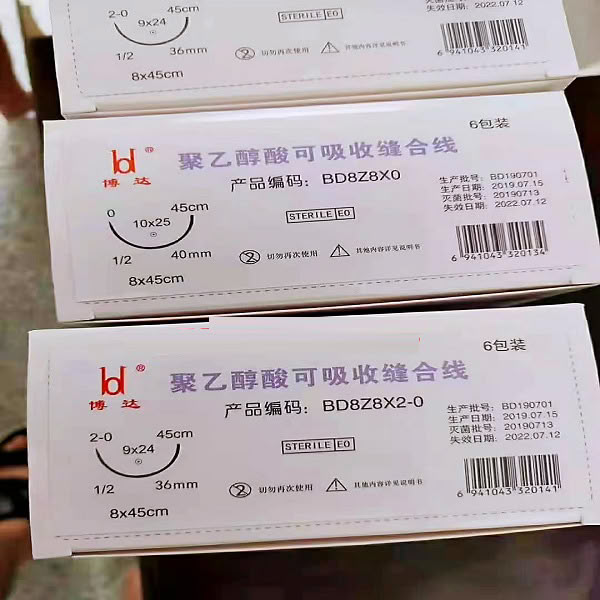 2-0
45cm
9x24
1/2
36mm
8x45cm
STERILE EO
切勿再次使用
其他内容详见说明书
失效日期: 2022.07.12
6 941043 320141
6包装
bd®
博达
聚乙醇酸可吸收缝合线
产品编码: BD8Z8X0
生产批号: BD190701
生产日期: 2019.07.15
灭菌批号: 20190713
失效日期: 2022.07.12
0
45cm
10x25
1/2
40mm
8x45cm
STERILE EO
2
切勿再次使用
其他内容详见说明书
6 941043 320134
6包装
bd®
博达
聚乙醇酸可吸收缝合线
产品编码: BD8Z8X2-0
生产批号: BD190701
生产日期: 2019.07.15
灭菌批号: 20190713
失效日期: 2022.07.12
2-0
45cm
9x24
1/2
36mm
8x45cm
STERILE EO
2
切勿再次使用
其他内容详见说明书
6 941043 320141